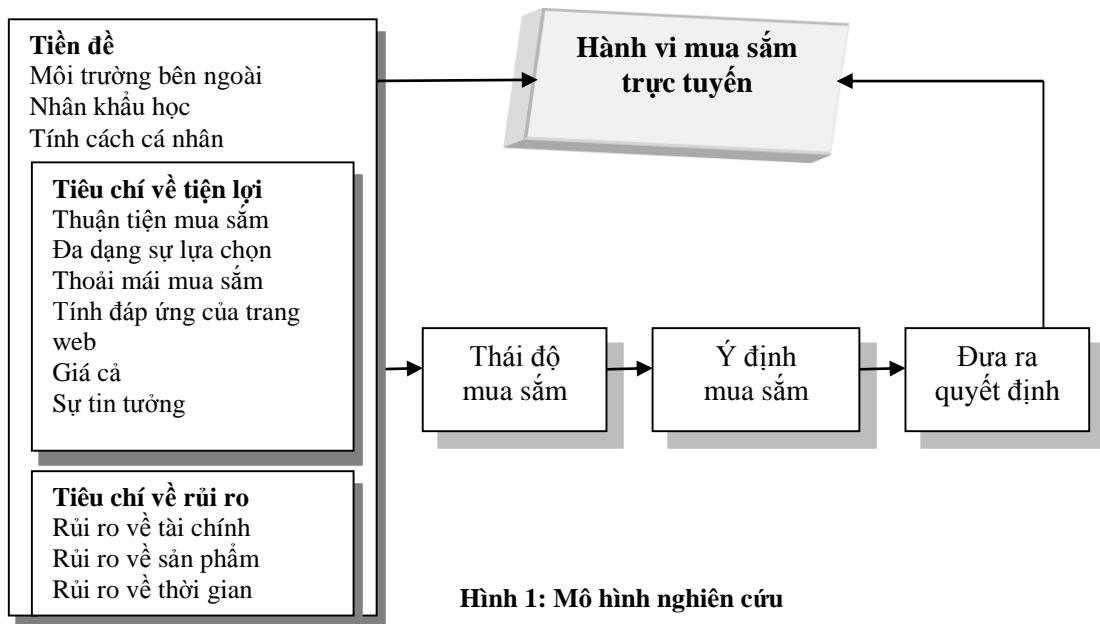 Tiền đề
Môi trường bên ngoài
Nhân khẩu học
Tính cách cá nhân
Tiêu chí về tiện lợi
Thuận tiện mua sắm
Đa dạng sự lựa chọn
Thoải mái mua sắm
Tính đáp ứng của trang
web
Giá cả
Sự tin tưởng
Tiêu chí về rủi ro
Rủi ro về tài chính
Rủi ro về sản phẩm
Rủi ro về thời gian
Hành vi mua sắm
trực tuyến
Thái độ
mua sắm
Ý định
mua sắm
Đưa ra
quyết định
Hình 1: Mô hình nghiên cứu